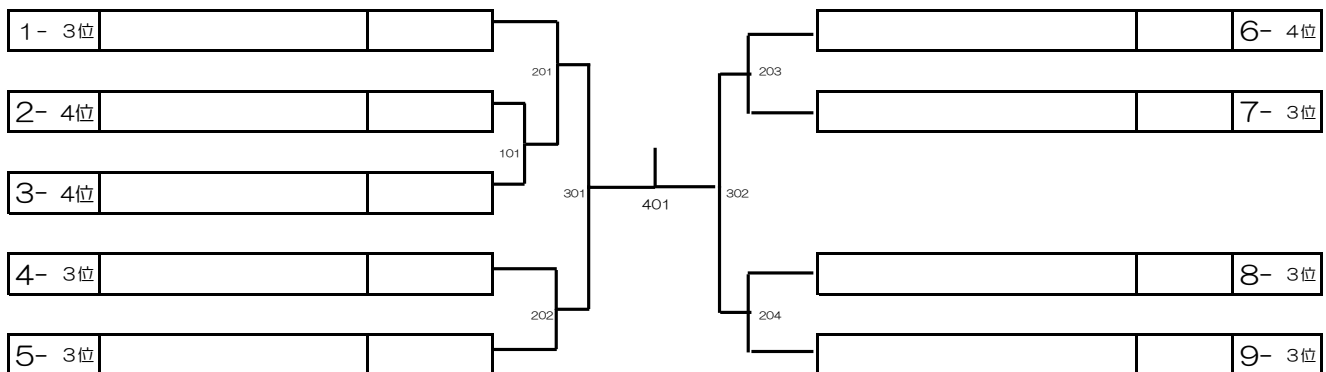 1- 3位
6- 4位
201
203
2- 4位
7- 3位
101
3- 4位
301
302
401
4- 3位
8- 3位
202
204
5- 3位
9- 3位